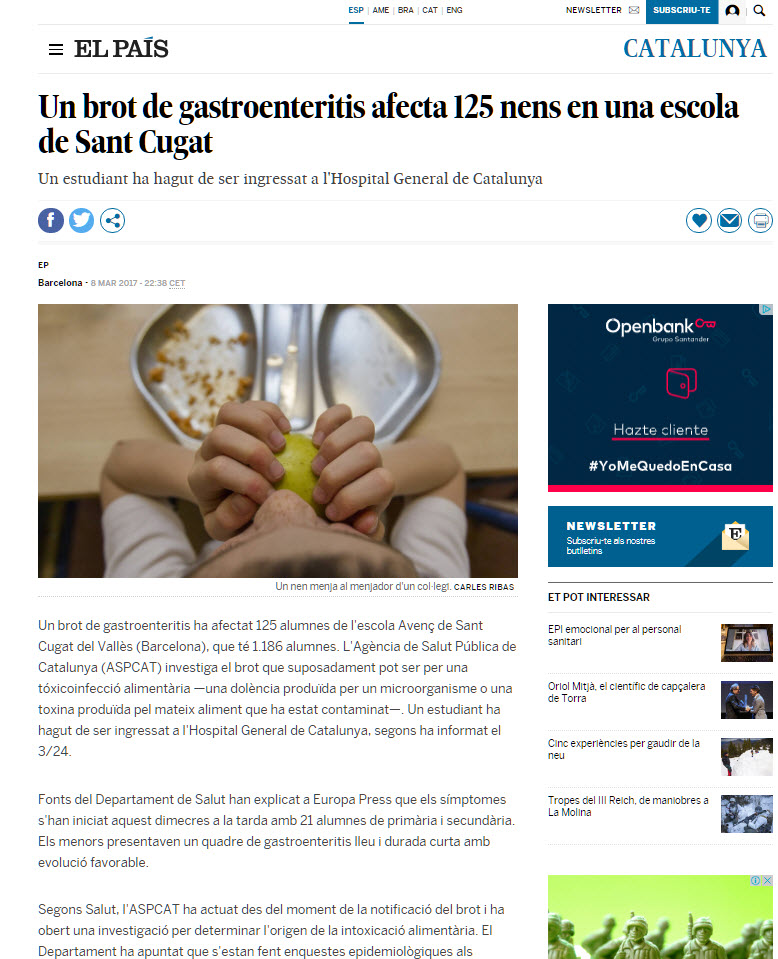 ESP AME BRA CAT ENG
NEWSLETTER
SUBSCRIU-TE
EL PAÍS
CATALUNYA
Un brot de gastroenteritis afecta 125 nens en una escola
de Sant Cugat
Un estudiant ha hagut de ser ingressat a l'Hospital General de Catalunya
EP
Barcelona - 8 MAR 2017 - 22:38 CET
Un nen menja al menjador d'un col·legi. CARLES RIBAS
Un brot de gastroenteritis ha afectat 125 alumnes de l'escola Avenç de Sant
Cugat del Vallès (Barcelona), que té 1.186 alumnes. L'Agència de Salut Pública de
Catalunya (ASPCAT) investiga el brot que suposadament pot ser per una
tóxicoinfecció alimentària —una dolència produïda per un microorganisme o una
toxina produïda pel mateix aliment que ha estat contaminat—. Un estudiant ha
hagut de ser ingressat a l'Hospital General de Catalunya, segons ha informat el
3/24.
Fonts del Departament de Salut han explicat a Europa Press que els símptomes
s'han iniciat aquest dimecres a la tarda amb 21 alumnes de primària i secundària.
Els menors presentaven un quadre de gastroenteritis lleu i durada curta amb
evolució favorable.
Segons Salut, l'ASPCAT ha actuat des del moment de la notificació del brot i ha
obert una investigació per determinar l'origen de la intoxicació alimentària. El
Departament ha apuntat que s'estan fent enquestes epidemiològiques als
Openbank
Grupo Santander
Hazte cliente
#YoMeQuedoEnCasa
NEWSLETTER
Subscriu-te als nostres
butlletins
E
ET POT INTERESSAR
EPI emocional per al personal
sanitari
Oriol Mitjà, el científic de capçalera
de Torra
Cinc experiències per gaudir de la
neu
Tropes del III Reich, de maniobres a
La Molina